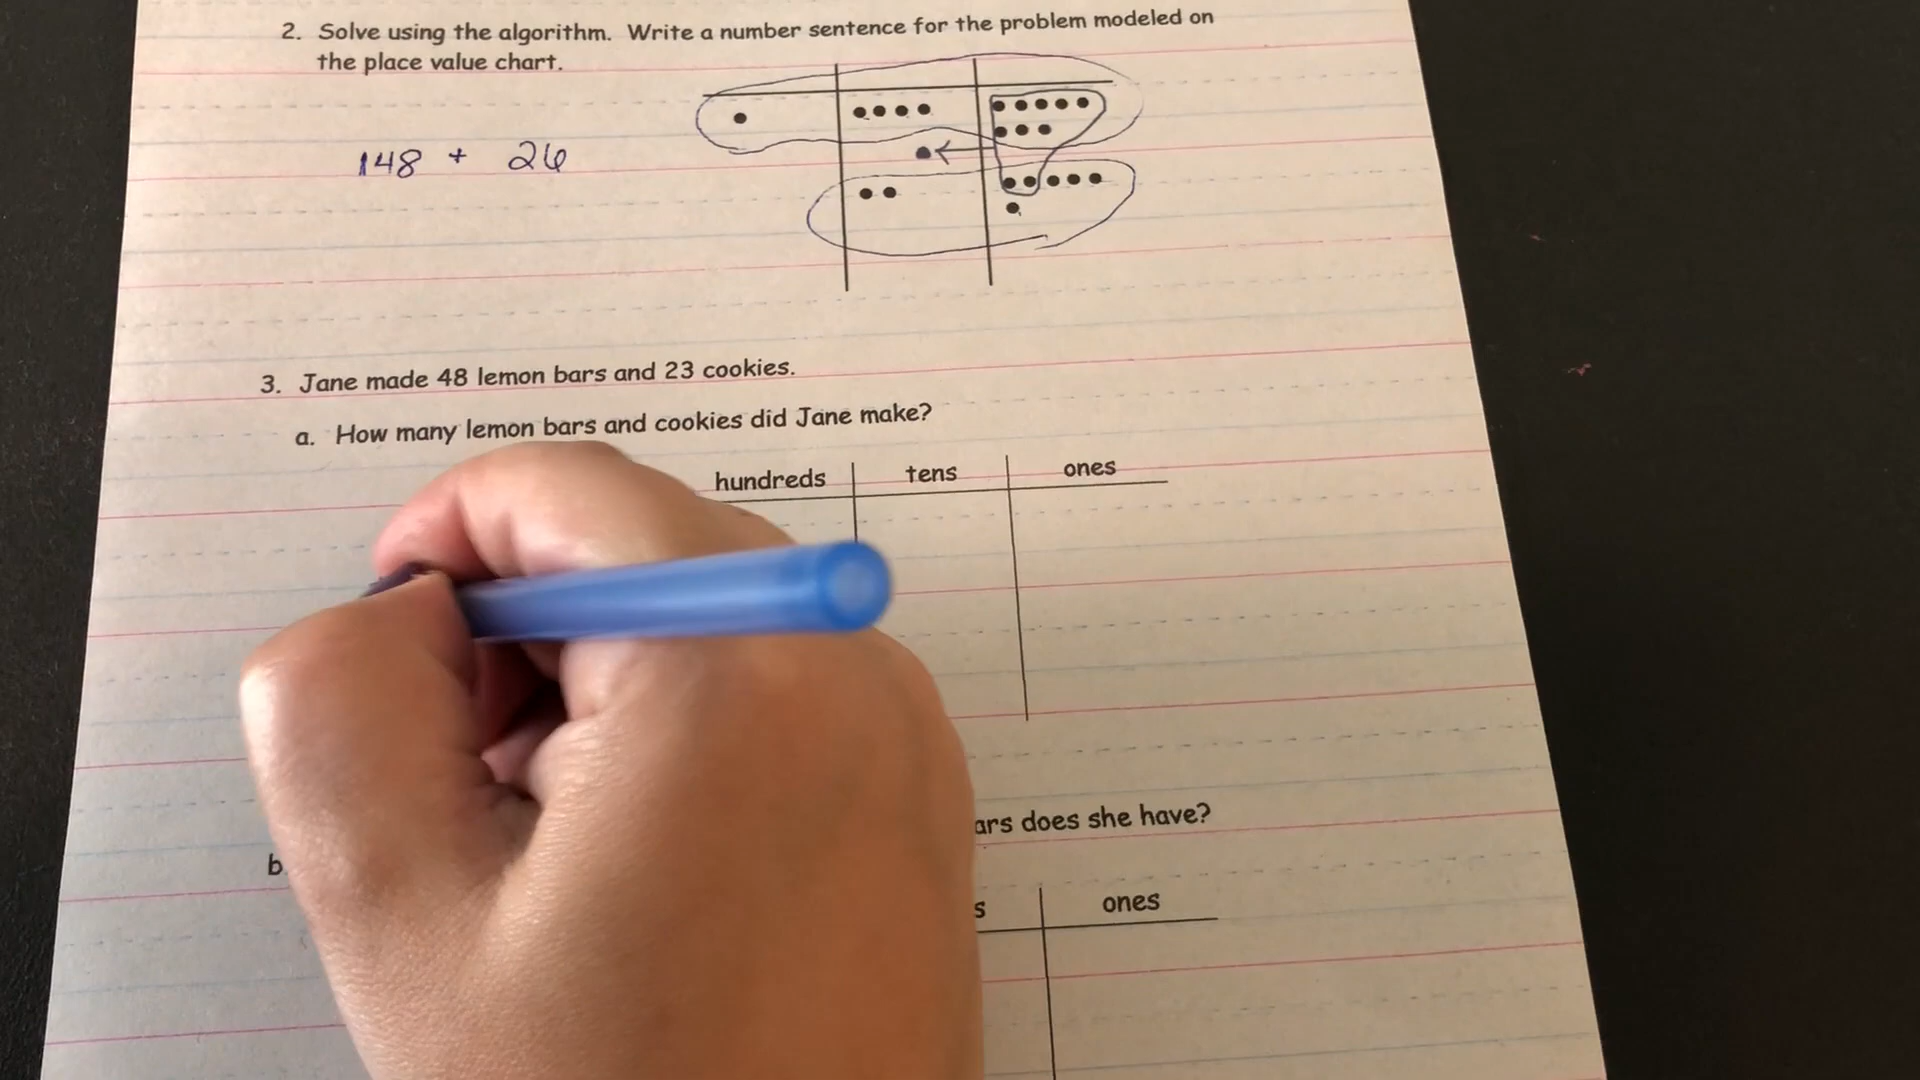 2. Solve using the algorithm. Write a number sentence for the problem modeled on
the place value chart.
148 + 26
3. Jane made 48 lemon bars and 23 cookies.
a. How many lemon bars and cookies did Jane make?
hundreds tens ones
does she have?
b.
ones